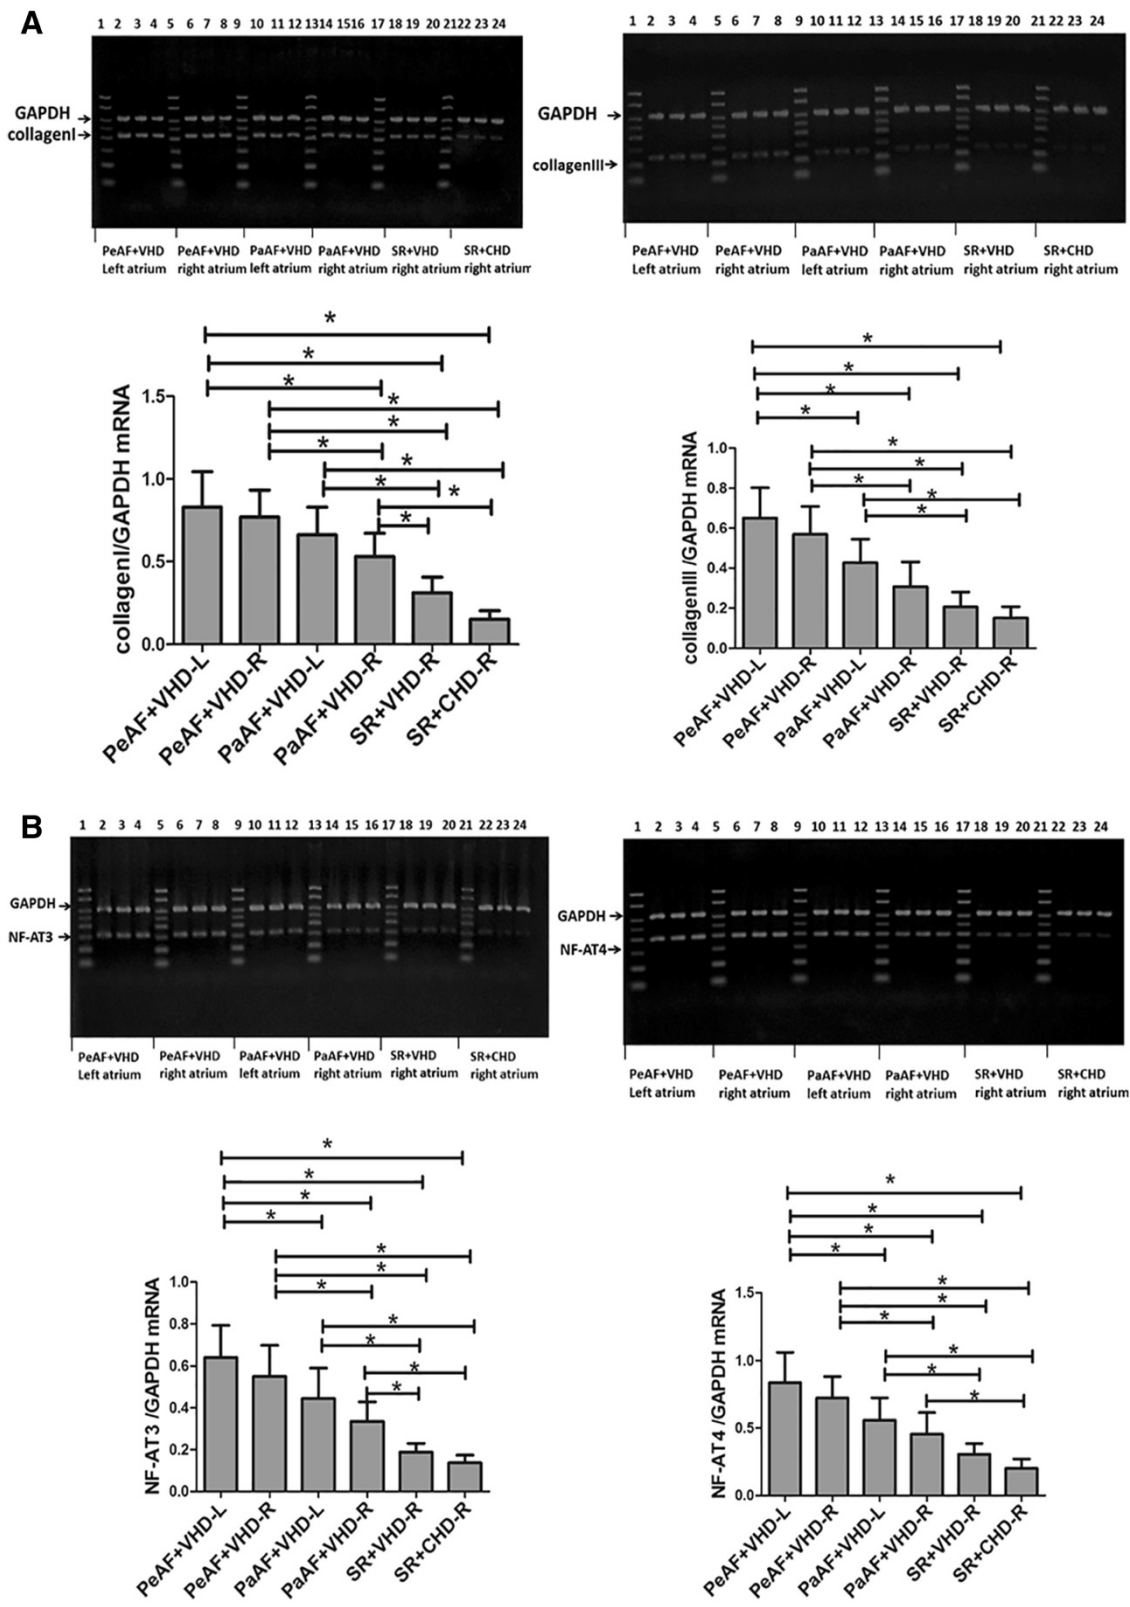 A
1 2 3 4 5 6 7 8 9 10 11 12 13 14 15 16 17 18 19 20 21 22 23 24
GAPDH
collagenI
PeAF+VHD PeAF+VHD PaAF+VHD PaAF+VHD SR+VHD SR+CHD
Left atrium right atrium left atrium right atrium right atrium right atrium
1 2 3 4 5 6 7 8 9 10 11 12 13 14 15 16 17 18 19 20 21 22 23 24
GAPDH
collagenIII
PeAF+VHD PeAF+VHD PaAF+VHD PaAF+VHD SR+VHD SR+CHD
Left atrium right atrium left atrium right atrium right atrium right atrium
* * * * * * * * * *
*
collagenI/GAPDH mRNA
1.5
1.0
0.5
0.0
PeAF+VHD-L
PeAF+VHD-R
PaAF+VHD-L
PaAF+VHD-R
SR+VHD-R
SR+CHD-R
* * * * * * * * *
collagenIII /GAPDH mRNA
1.0
0.8
0.6
0.4
0.2
0.0
PeAF+VHD-L
PeAF+VHD-R
PaAF+VHD-L
PaAF+VHD-R
SR+VHD-R
SR+CHD-R
B
1 2 3 4 5 6 7 8 9 10 11 12 13 14 15 16 17 18 19 20 21 22 23 24
GAPDH
NF-AT3
PeAF+VHD PeAF+VHD PaAF+VHD PaAF+VHD SR+VHD SR+CHD
Left atrium right atrium left atrium right atrium right atrium right atrium
1 2 3 4 5 6 7 8 9 10 11 12 13 14 15 16 17 18 19 20 21 22 23 24
GAPDH
NF-AT4
PeAF+VHD PeAF+VHD PaAF+VHD PaAF+VHD SR+VHD SR+CHD
Left atrium right atrium left atrium right atrium right atrium right atrium
* * * * * * * * * * *
NF-AT3 /GAPDH mRNA
1.0
0.8
0.6
0.4
0.2
0.0
PeAF+VHD-L
PeAF+VHD-R
PaAF+VHD-L
PaAF+VHD-R
SR+VHD-R
SR+CHD-R
* * * * * * * * * *
NF-AT4 /GAPDH mRNA
1.5
1.0
0.5
0.0
PeAF+VHD-L
PeAF+VHD-R
PaAF+VHD-L
PaAF+VHD-R
SR+VHD-R
SR+CHD-R